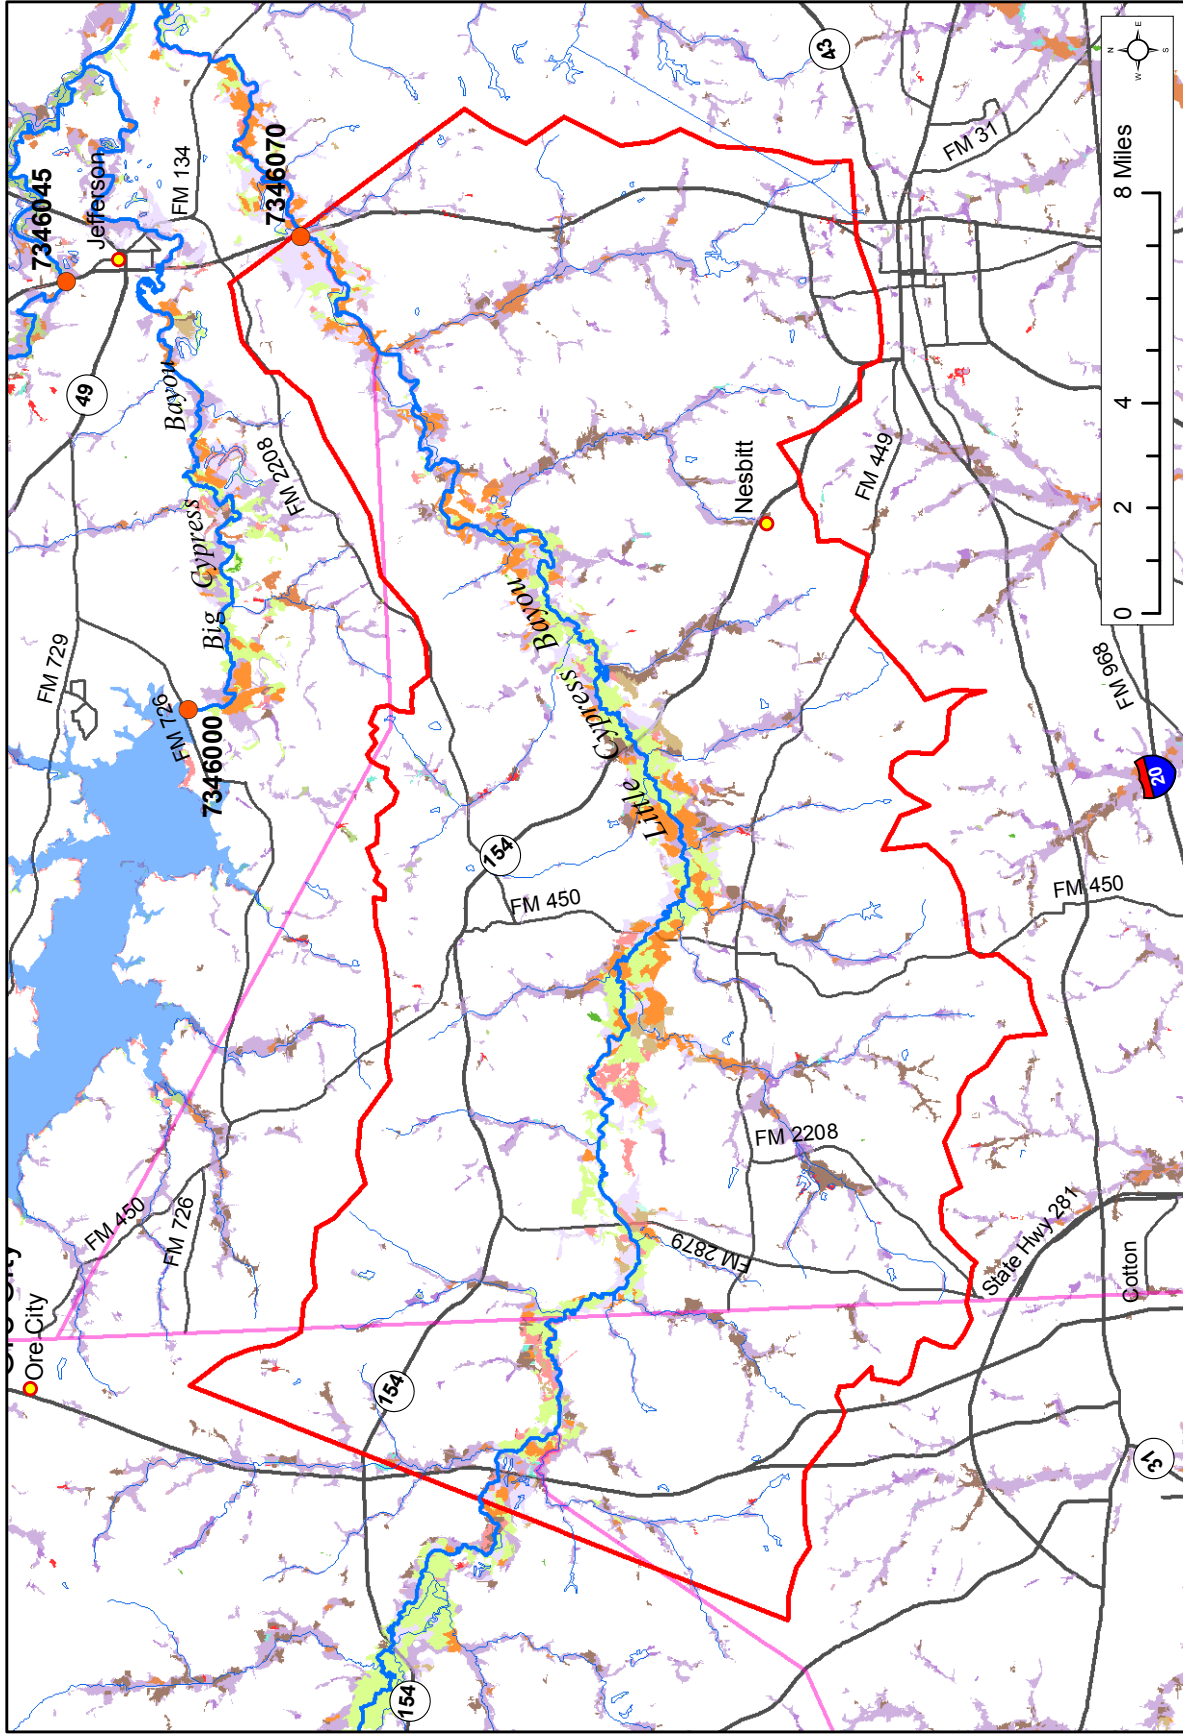 Ore City
Ore City
FM 450
FM 726
154
154
FM 729
FM 726
7346000
49
7346045
Jefferson
FM 134
7346070
Big Cypress Bayou
FM 2208
154
FM 450
Little Cypress Bayou
Nesbitt
FM 449
43
FM 31
FM 2879
FM 2208
State Hwy 281
Cotton
31
FM 450
20
FM 968
0 2 4 8 Miles
N
W E
S